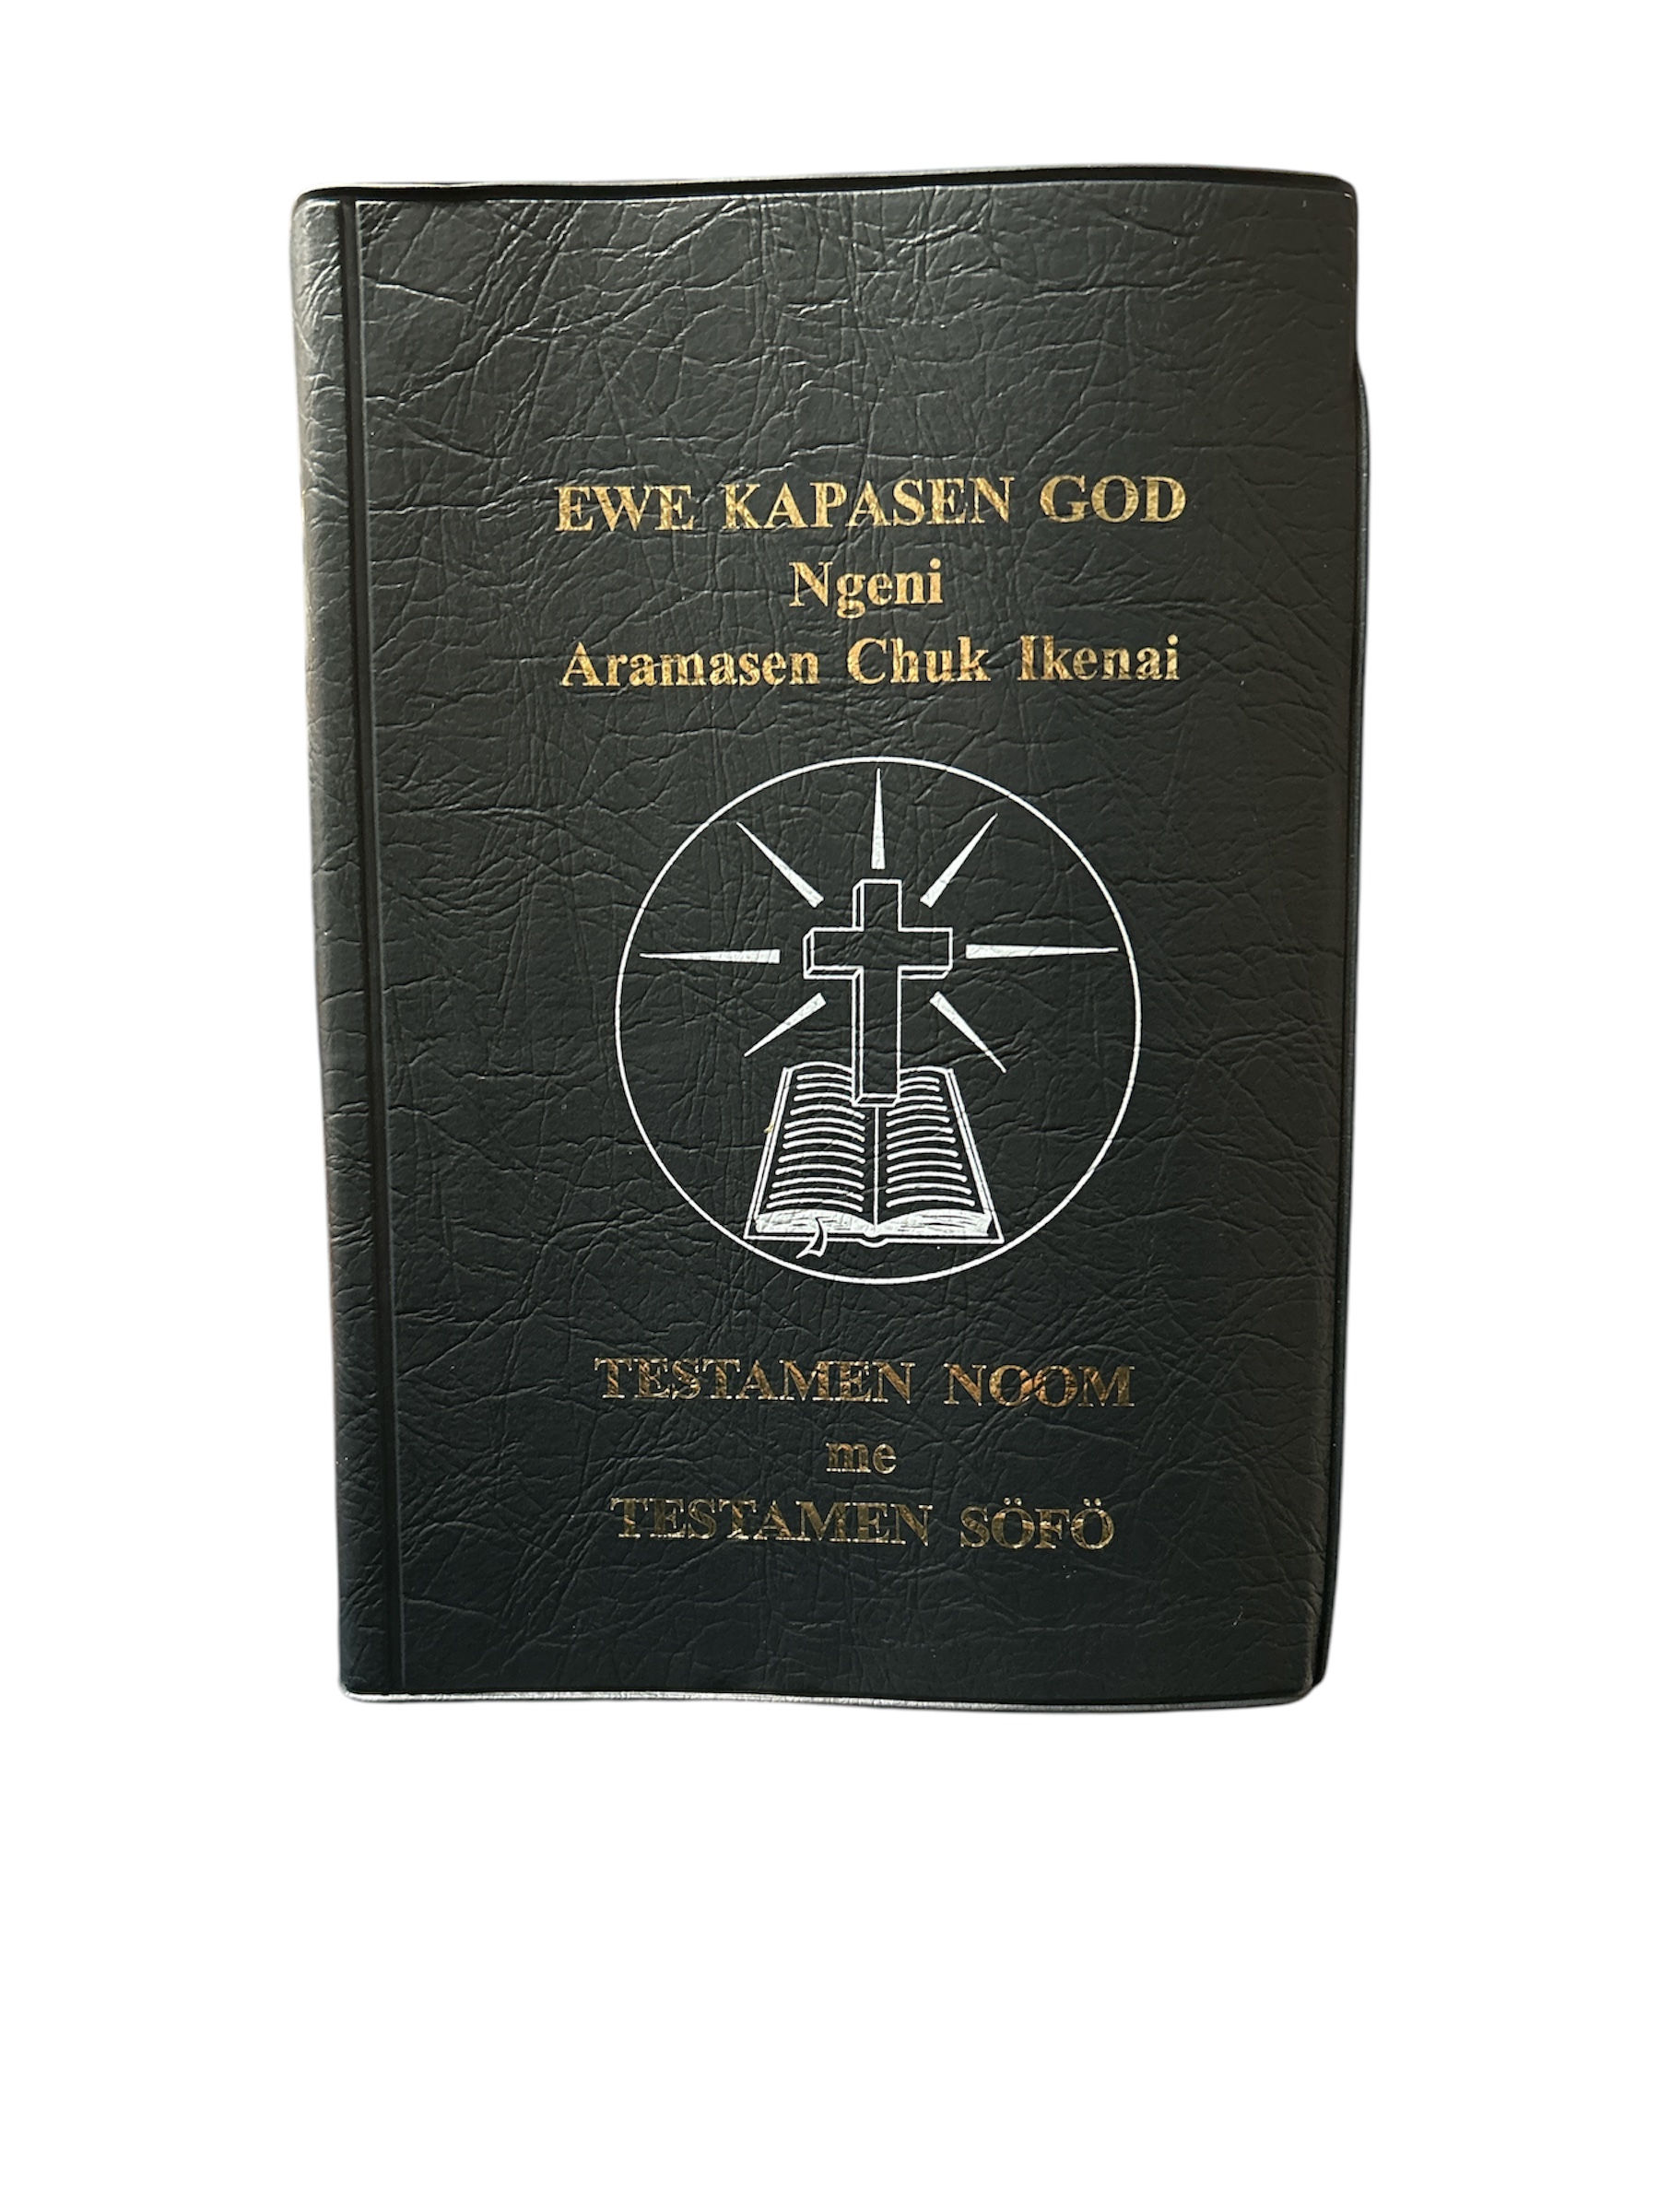 EWE KAPASEN GOD
Ngeni
Aramasen Chuk Ikenai
TESTAMEN NOOM
me
TESTAMEN SÖFÖ